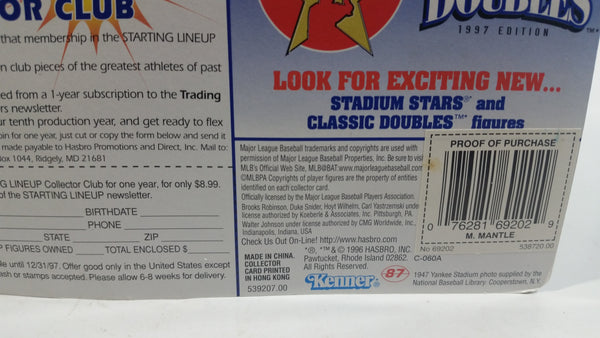 OR CLUB
that membership in the STARTING LINEUP
n club pieces of the greatest athletes of past
ed from a 1-year subscription to the Trading
rs newsletter.
ur tenth production year, and get ready to flex
oin for one year, just cut or copy the form below and send it
made payable to Hasbro Promotions and Direct, Inc. Mail to:
Box 1044, Ridgely, MD 21681
NG LINEUP Collector Club for one year, for only $8.99.
of the STARTING LINEUP newsletter.
BIRTHDATE
PHONE
STATE ZIP
P FIGURES OWNED TOTAL ENCLOSED $
le until 12/31/97. Offer good only in the United States except
ash or stamps accepted. Please allow 6-8 weeks for delivery.
DOUBLES™
1997 EDITION
LOOK FOR EXCITING NEW...
STADIUM STARS® and
CLASSIC DOUBLES™ figures
Major League Baseball trademarks and copyrights are used with
permission of Major League Baseball Properties, Inc. Be sure to visit
MLB's Official Web Site, MLB@BAT. www.majorleaguebaseball.com
©MLBPA Copyrights of player figures are the property of entities
identified on each collector card.
Officially licensed by the Major League Baseball Players Association.
Brooks Robinson, Duke Snider, Hoyt Wilhelm, Carl Yastrzemski under
license authorized by Koeberle & Associates, Inc. Pittsburgh, PA.
Walter Johnson under license authorized by CMG Worldwide, Inc.,
Indianapolis, Indiana, USA
Check Us Out On-Line! http://www.hasbro.com
MADE IN CHINA.
COLLECTOR
CARD PRINTED
IN HONG KONG
539207.00
*®, *™ & © 1996 HASBRO, INC.
Pawtucket, Rhode Island 02862.
All Rights Reserved.
Kenner
87
PROOF OF PURCHASE
0 76281 69202 9
M. MANTLE
No 69202 538720.00
C-060A
1947 Yankee Stadium photo supplied by the
National Baseball Library. Cooperstown, N.Y.